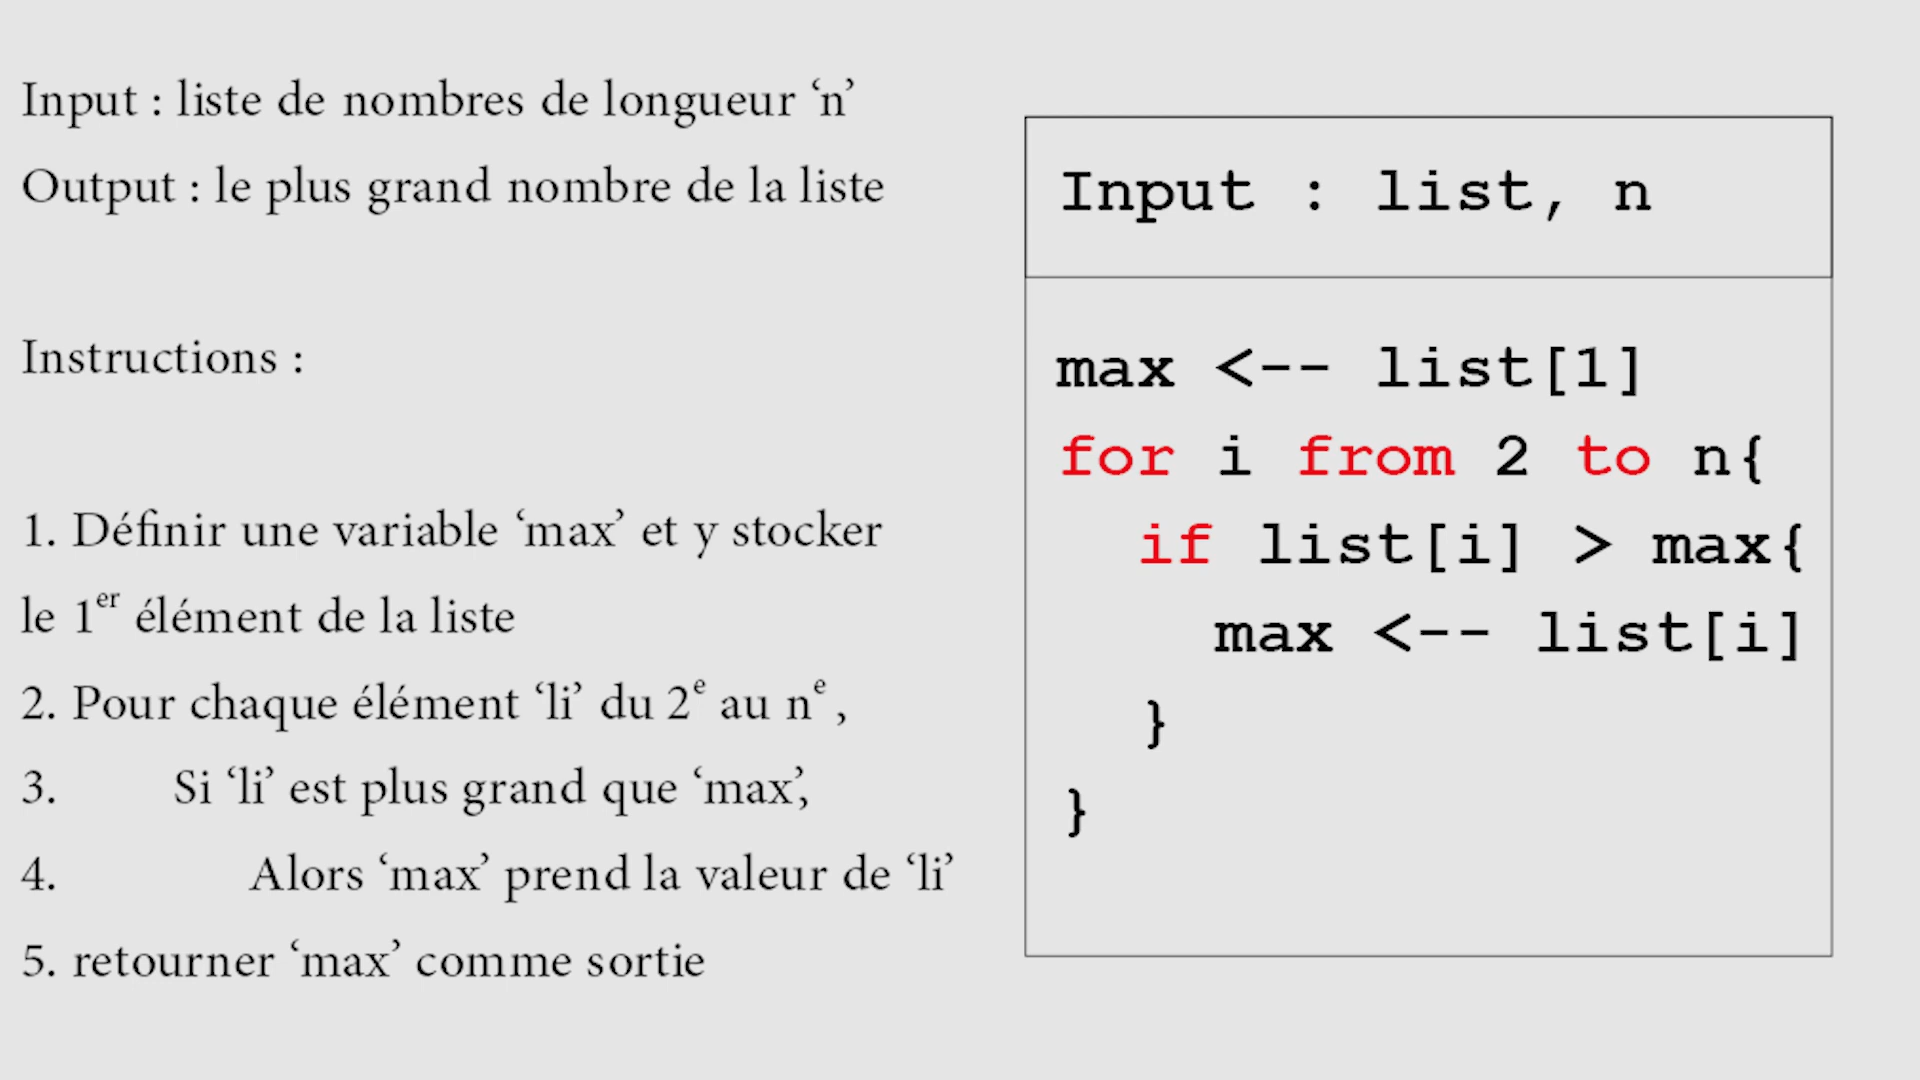 Input : liste de nombres de longueur ‘n’
Output : le plus grand nombre de la liste
Instructions :
1. Définir une variable ‘max’ et y stocker
le 1er élément de la liste
2. Pour chaque élément ‘li’ du 2e au ne ,
3. Si ‘li’ est plus grand que ‘max’,
4. Alors ‘max’ prend la valeur de ‘li’
5. retourner ‘max’ comme sortie
Input : list, n
max <-- list[1]
for i from 2 to n{
if list[i] > max{
max <-- list[i]
}
}